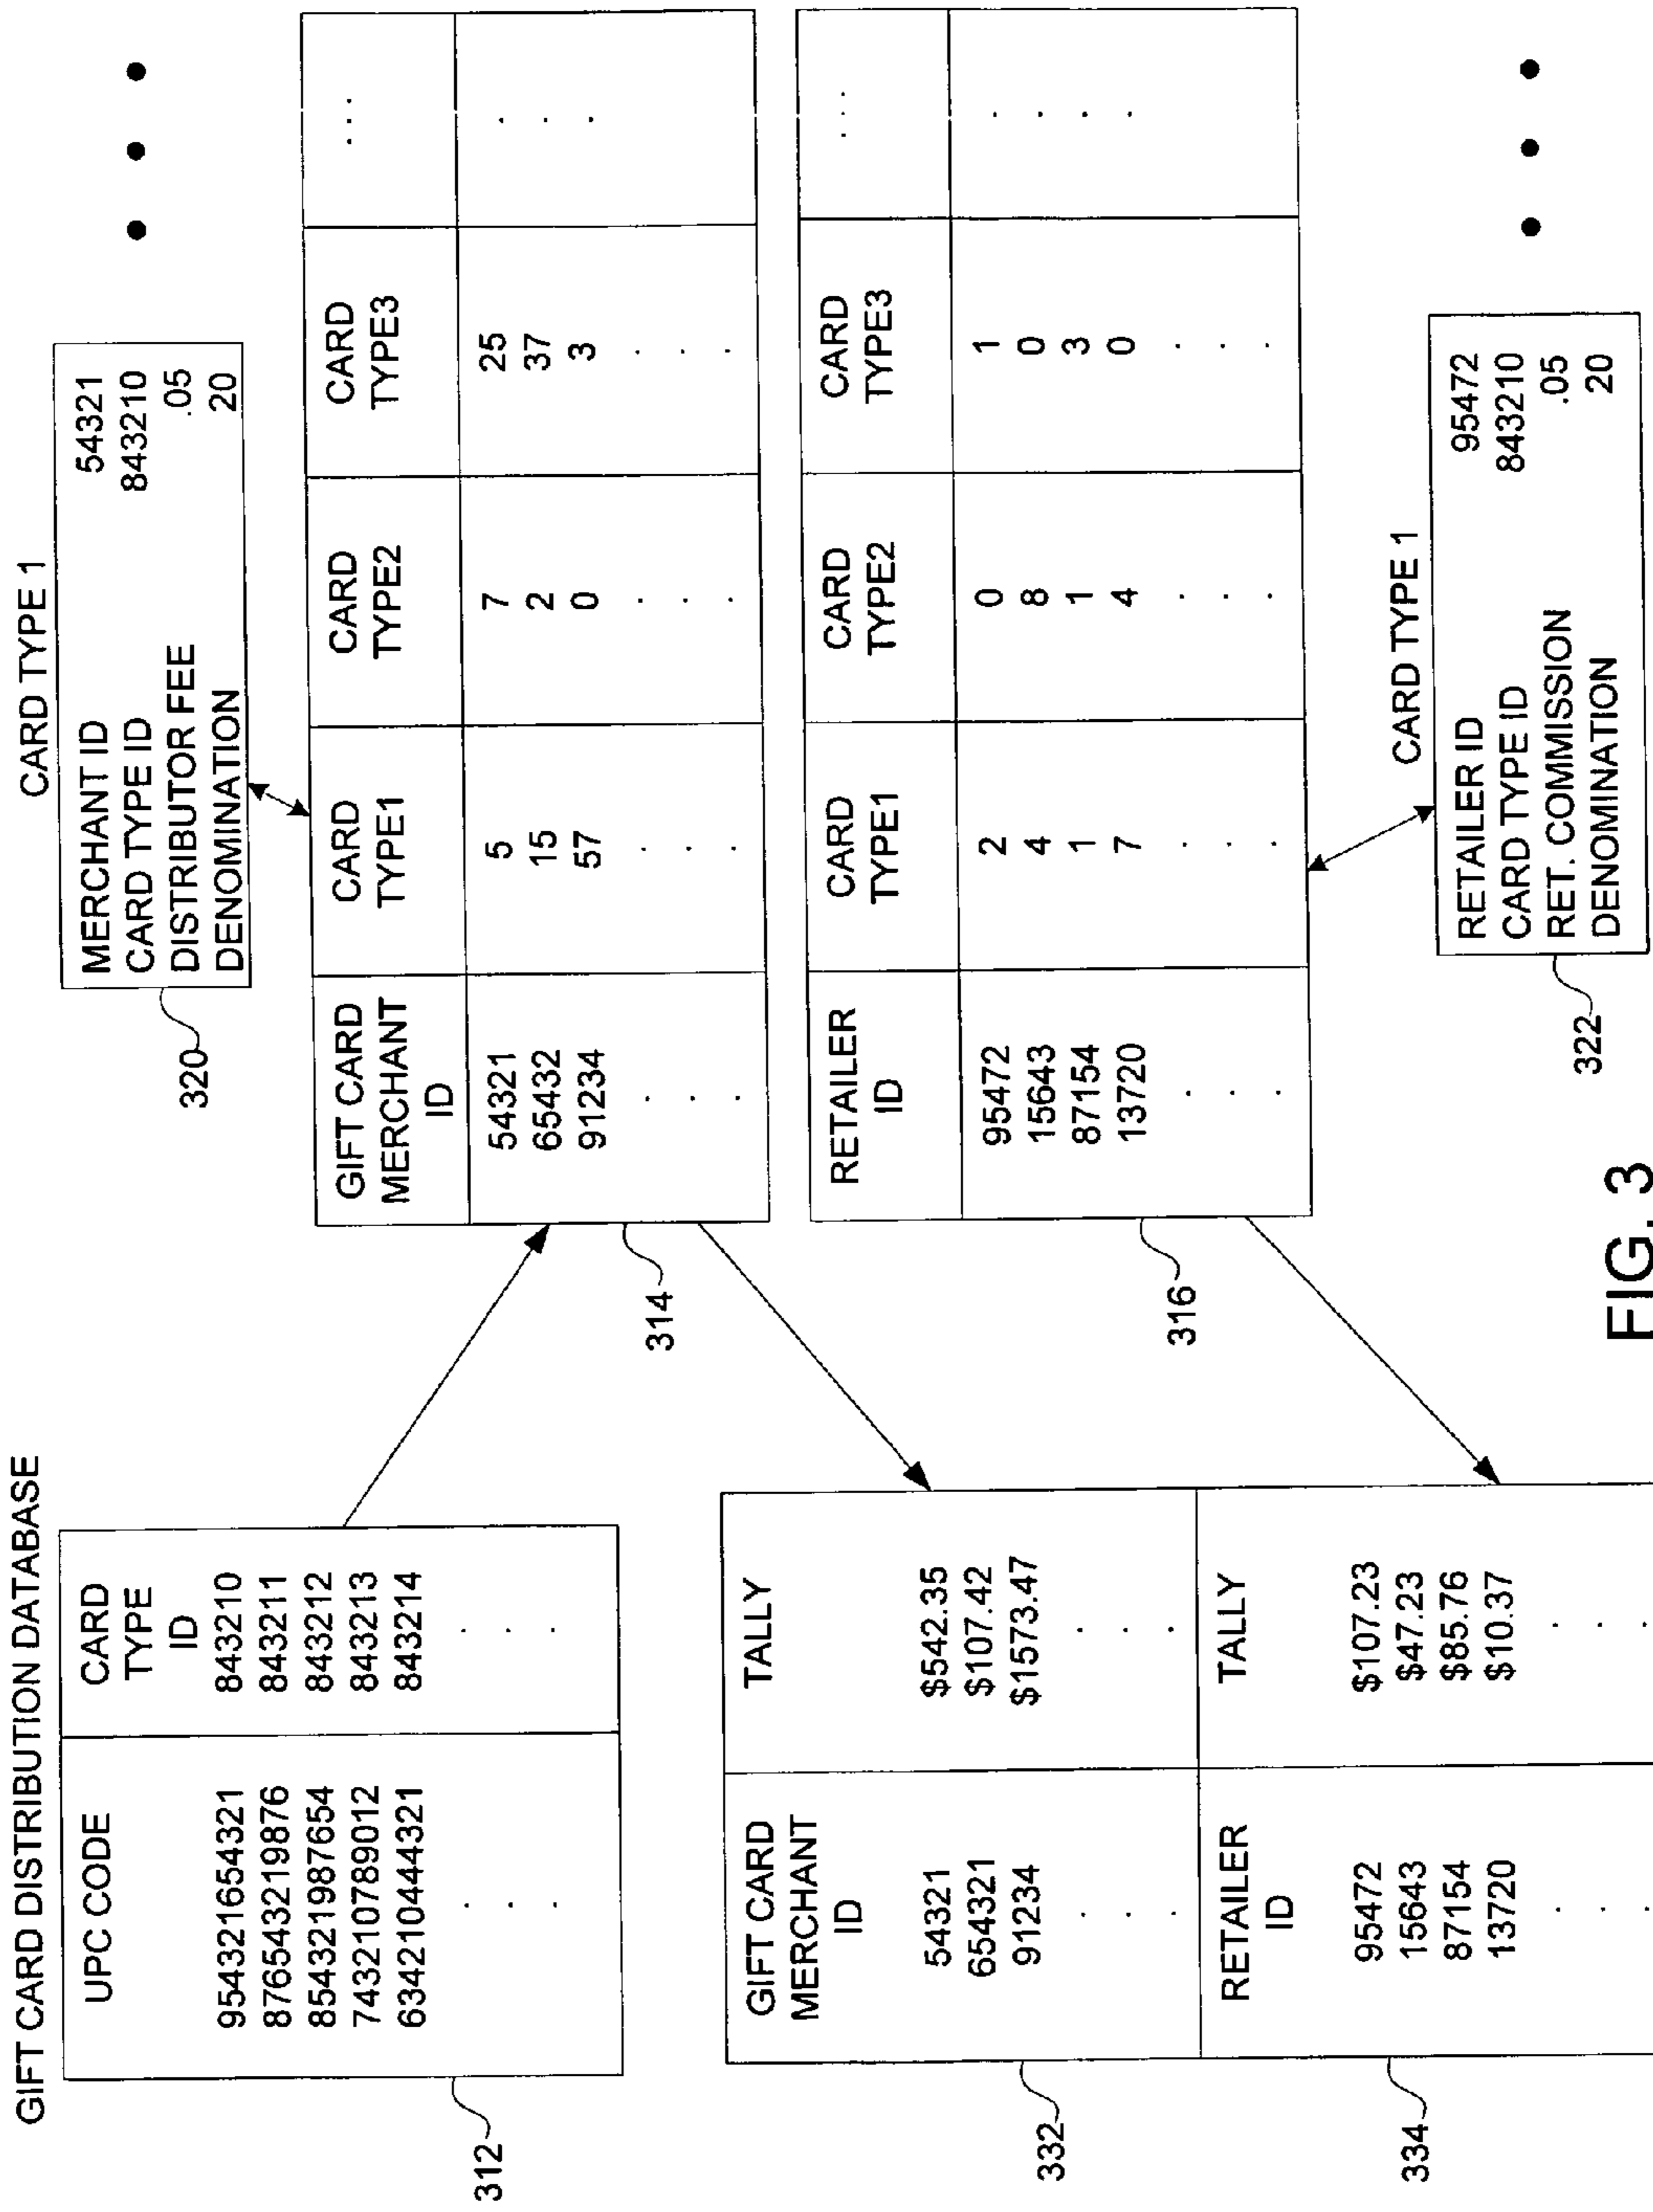 GIFT CARD DISTRIBUTION DATABASE
UPC CODE
CARD
TYPE
ID
954321654321 843210
876543219876 843211
854321987654 843212
743210789012 843213
634210444321 843214
. . .
. . .
312
GIFT CARD
MERCHANT
ID
TALLY
54321 $542.35
654321 $107.42
91234 $1573.47
. . .
. . .
332
RETAILER
ID
TALLY
95472 $107.23
15643 $47.23
87154 $85.76
13720 $10.37
. . .
. . .
334
CARD TYPE 1
MERCHANT ID 54321
CARD TYPE ID 843210
DISTRIBUTOR FEE .05
DENOMINATION 20
320
• • •
GIFT CARD
MERCHANT
ID
CARD
TYPE1
CARD
TYPE2
CARD
TYPE3
...
54321 5 7 25 .
65432 15 2 37 .
91234 57 0 3 .
. . . .
. . . .
. . . .
314
RETAILER
ID
CARD
TYPE1
CARD
TYPE2
CARD
TYPE3
...
95472 2 0 1 .
15643 4 8 0 .
87154 1 1 3 .
13720 7 4 0 .
. . . .
. . . .
. . . .
316
CARD TYPE 1
RETAILER ID 95472
CARD TYPE ID 843210
RET. COMMISSION .05
DENOMINATION 20
322
• • •
FIG. 3